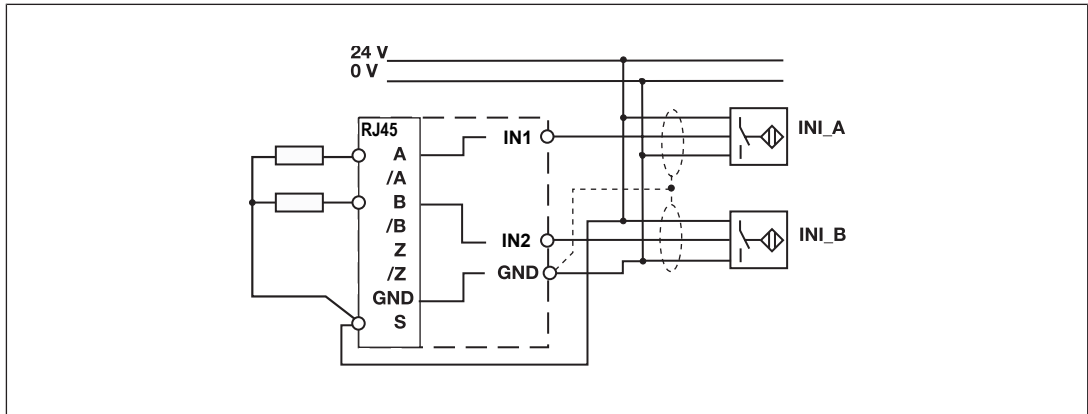 24 V
0 V
RJ45
A
/A
B
/B
Z
/Z
GND
S
IN1
IN2
GND
INI_A
INI_B